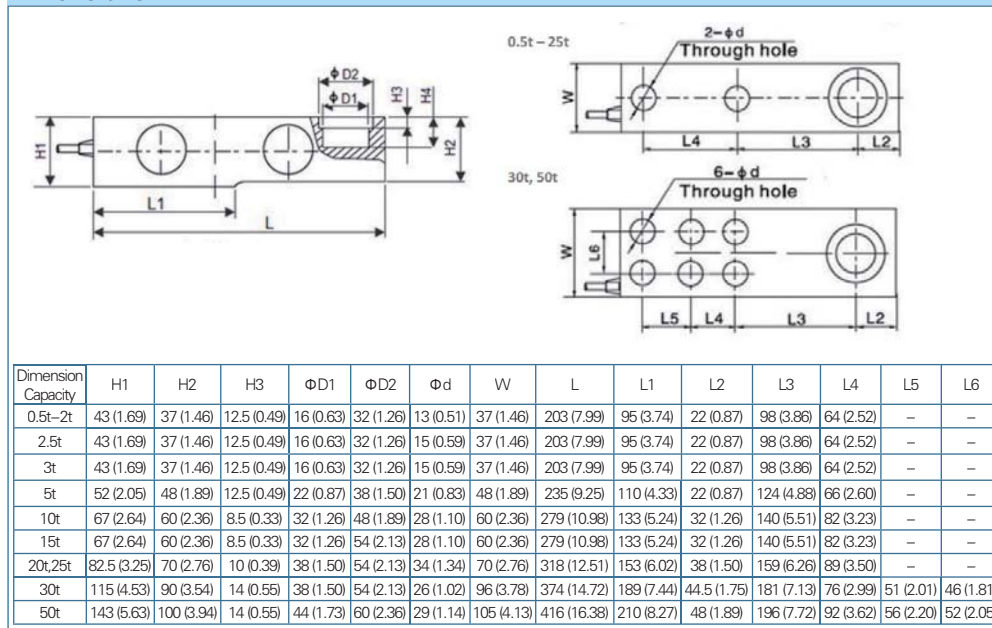 0.5t – 25t
2-ϕd
Through hole
ϕD2
ϕD1
H3
H4
H1
H2
L1
L
W
L4
L3
L2
30t, 50t
6-ϕd
Through hole
W
L6
L5
L4
L3
L2
Dimension Capacity H1 H2 H3 ΦD1 ΦD2 Φd W L L1 L2 L3 L4 L5 L6
0.5t–2t 43 (1.69) 37 (1.46) 12.5 (0.49) 16 (0.63) 32 (1.26) 13 (0.51) 37 (1.46) 203 (7.99) 95 (3.74) 22 (0.87) 98 (3.86) 64 (2.52) – –
2.5t 43 (1.69) 37 (1.46) 12.5 (0.49) 16 (0.63) 32 (1.26) 15 (0.59) 37 (1.46) 203 (7.99) 95 (3.74) 22 (0.87) 98 (3.86) 64 (2.52) – –
3t 43 (1.69) 37 (1.46) 12.5 (0.49) 16 (0.63) 32 (1.26) 15 (0.59) 37 (1.46) 203 (7.99) 95 (3.74) 22 (0.87) 98 (3.86) 64 (2.52) – –
5t 52 (2.05) 48 (1.89) 12.5 (0.49) 22 (0.87) 38 (1.50) 21 (0.83) 48 (1.89) 235 (9.25) 110 (4.33) 22 (0.87) 124 (4.88) 66 (2.60) – –
10t 67 (2.64) 60 (2.36) 8.5 (0.33) 32 (1.26) 48 (1.89) 28 (1.10) 60 (2.36) 279 (10.98) 133 (5.24) 32 (1.26) 140 (5.51) 82 (3.23) – –
15t 67 (2.64) 60 (2.36) 8.5 (0.33) 32 (1.26) 54 (2.13) 28 (1.10) 60 (2.36) 279 (10.98) 133 (5.24) 32 (1.26) 140 (5.51) 82 (3.23) – –
20t,25t 82.5 (3.25) 70 (2.76) 10 (0.39) 38 (1.50) 54 (2.13) 34 (1.34) 70 (2.76) 318 (12.51) 153 (6.02) 38 (1.50) 159 (6.26) 89 (3.50) – –
30t 115 (4.53) 90 (3.54) 14 (0.55) 38 (1.50) 54 (2.13) 26 (1.02) 96 (3.78) 374 (14.72) 189 (7.44) 44.5 (1.75) 181 (7.13) 76 (2.99) 51 (2.01) 46 (1.81)
50t 143 (5.63) 100 (3.94) 14 (0.55) 44 (1.73) 60 (2.36) 29 (1.14) 105 (4.13) 416 (16.38) 210 (8.27) 48 (1.89) 196 (7.72) 92 (3.62) 56 (2.20) 52 (2.05)